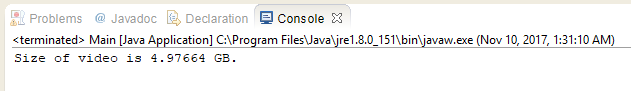 Problems @ Javadoc Declaration Console
<terminated> Main [Java Application] C:\Program Files\Java\jre1.8.0_151\bin\javaw.exe (Nov 10, 2017, 1:31:10 AM)
Size of video is 4.97664 GB.